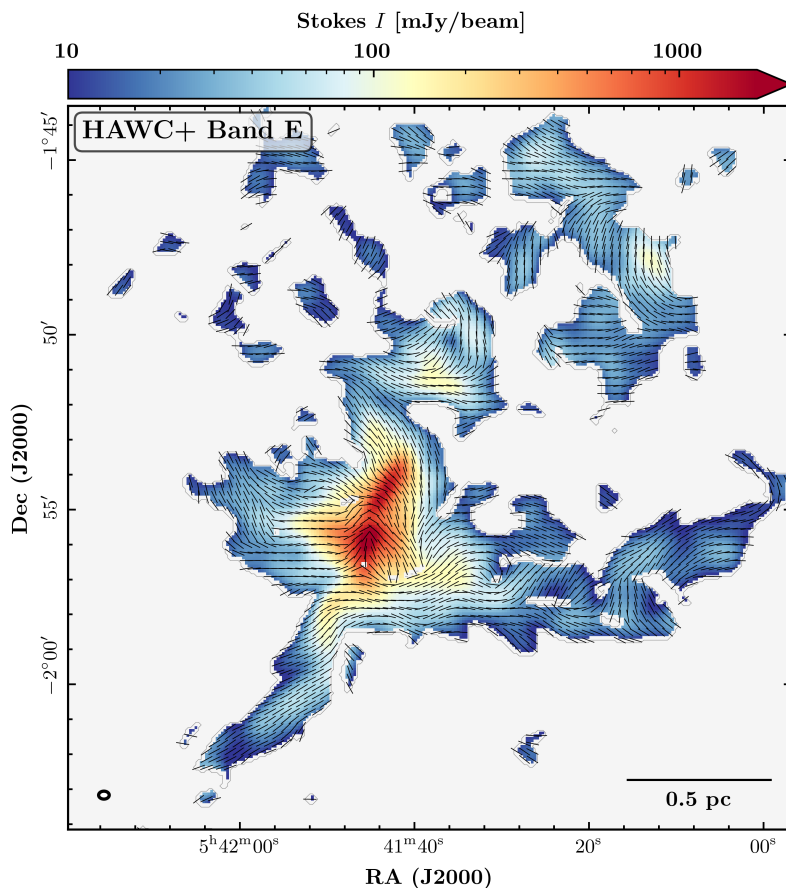 Stokes I [mJy/beam]
10 100 1000
HAWC+ Band E
−1°45′
50′
55′
−2°00′
Dec (J2000)
0.5 pc
5ʰ42ᵐ00ˢ 41ᵐ40ˢ 20ˢ 00ˢ
RA (J2000)